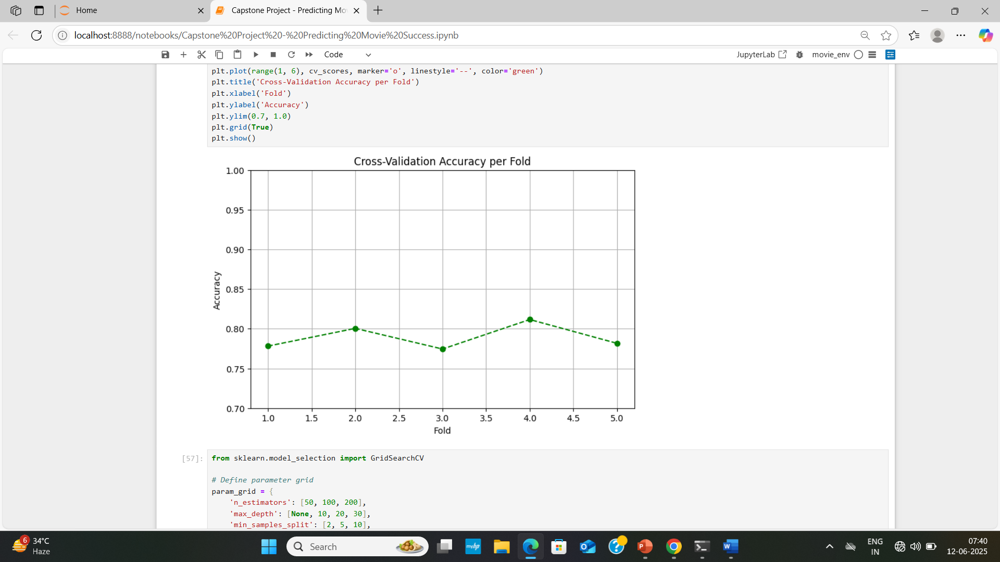 Home
Capstone Project - Predicting Mo
localhost:8888/notebooks/Capstone%20Project%20-%20Predicting%20Movie%20Success.ipynb
Code
JupyterLab
movie_env
plt.plot(range(1, 6), cv_scores, marker='o', linestyle='--', color='green')
plt.title('Cross-Validation Accuracy per Fold')
plt.xlabel('Fold')
plt.ylabel('Accuracy')
plt.ylim(0.7, 1.0)
plt.grid(True)
plt.show()
Cross-Validation Accuracy per Fold
1.00
0.95
0.90
0.85
0.80
0.75
0.70
Accuracy
1.0 1.5 2.0 2.5 3.0 3.5 4.0 4.5 5.0
Fold
[57]:
from sklearn.model_selection import GridSearchCV
# Define parameter grid
param_grid = {
'n_estimators': [50, 100, 200],
'max_depth': [None, 10, 20, 30],
'min_samples_split': [2, 5, 10],
6
34°C
Haze
Search
myhp
ENG
IN
07:40
12-06-2025